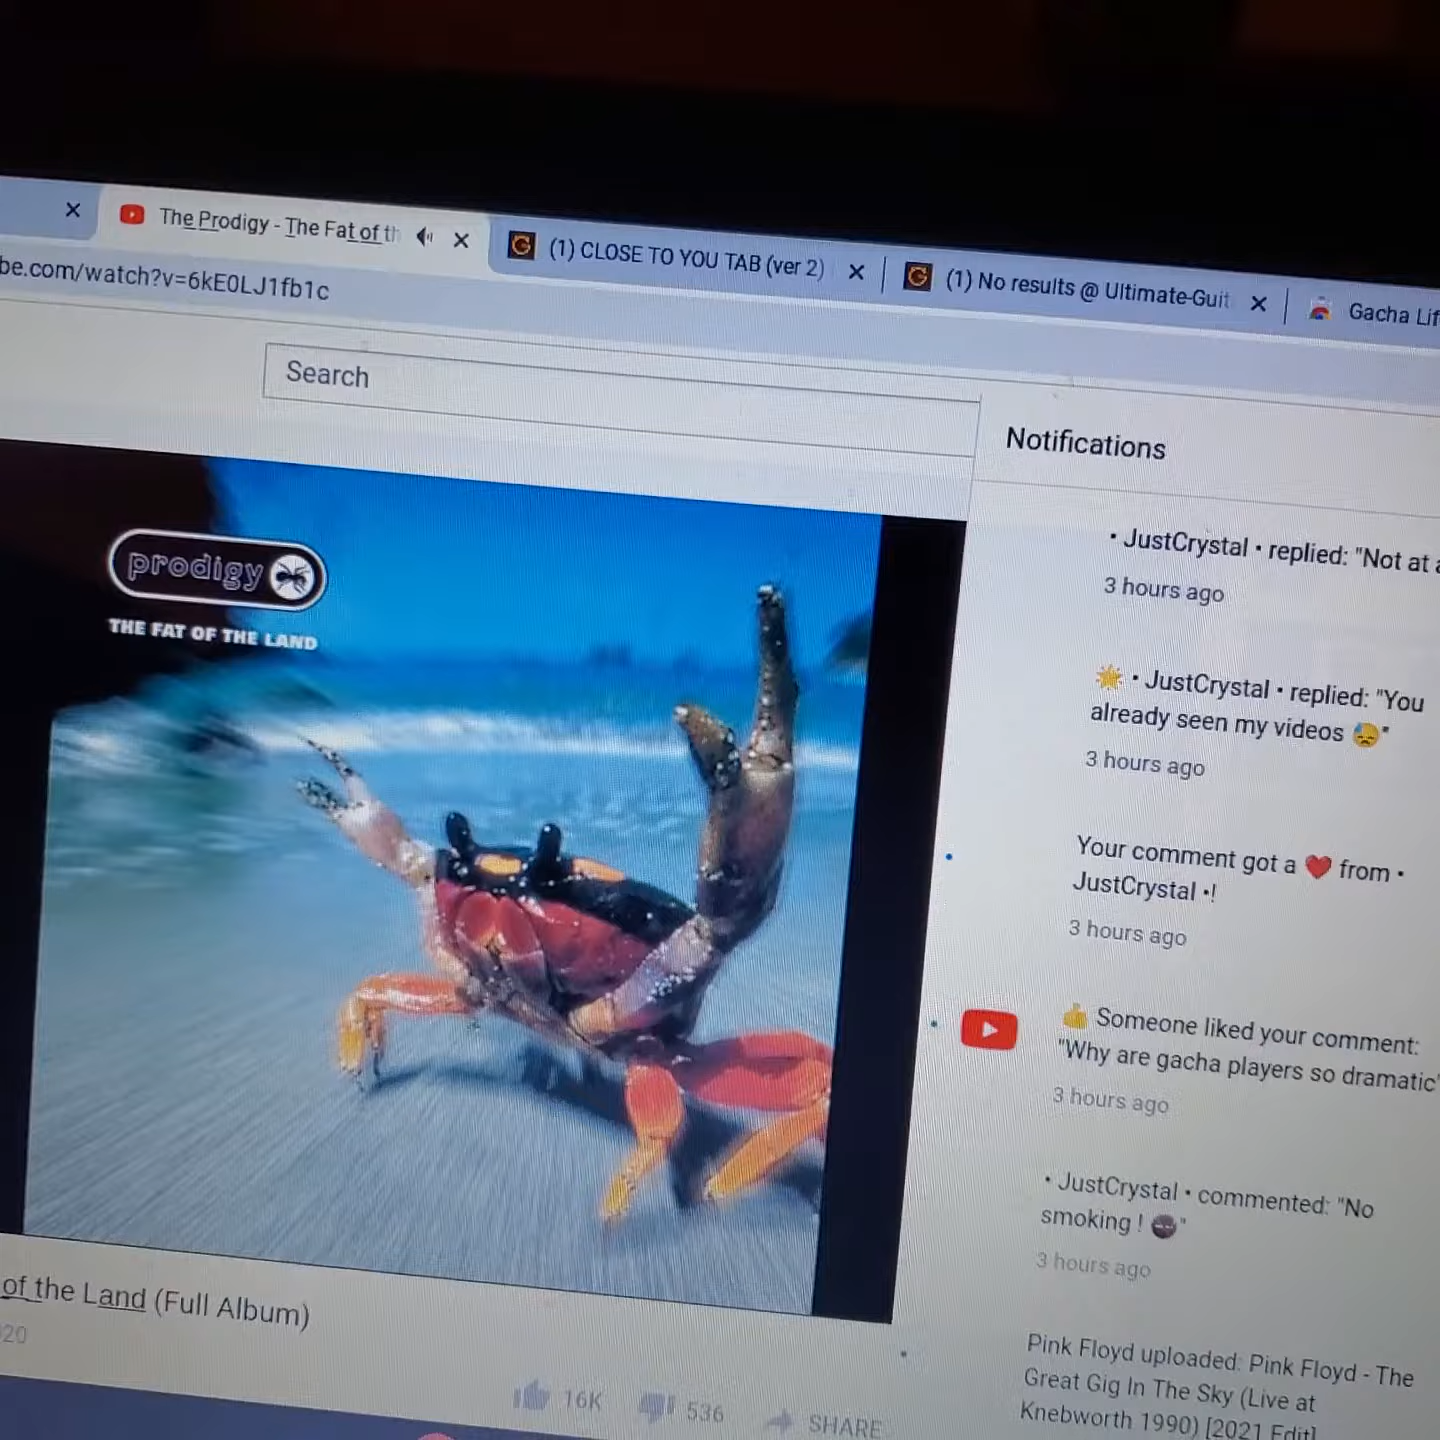 The Prodigy - The Fat of th
(1) CLOSE TO YOU TAB (ver 2)
(1) No results @ Ultimate-Guit
Gacha Lif
be.com/watch?v=6kE0LJ1fb1c
Search
Notifications
• JustCrystal • replied: "Not at a
3 hours ago
🌟 • JustCrystal • replied: "You
already seen my videos 😓"
3 hours ago
Your comment got a ❤️ from •
JustCrystal •!
3 hours ago
👍 Someone liked your comment:
"Why are gacha players so dramatic"
3 hours ago
• JustCrystal • commented: "No
smoking ! 🌚"
3 hours ago
Pink Floyd uploaded: Pink Floyd - The
Great Gig In The Sky (Live at
Knebworth 1990) [2021 Edit]
prodigy
THE FAT OF THE LAND
of the Land (Full Album)
020
16K
536
SHARE